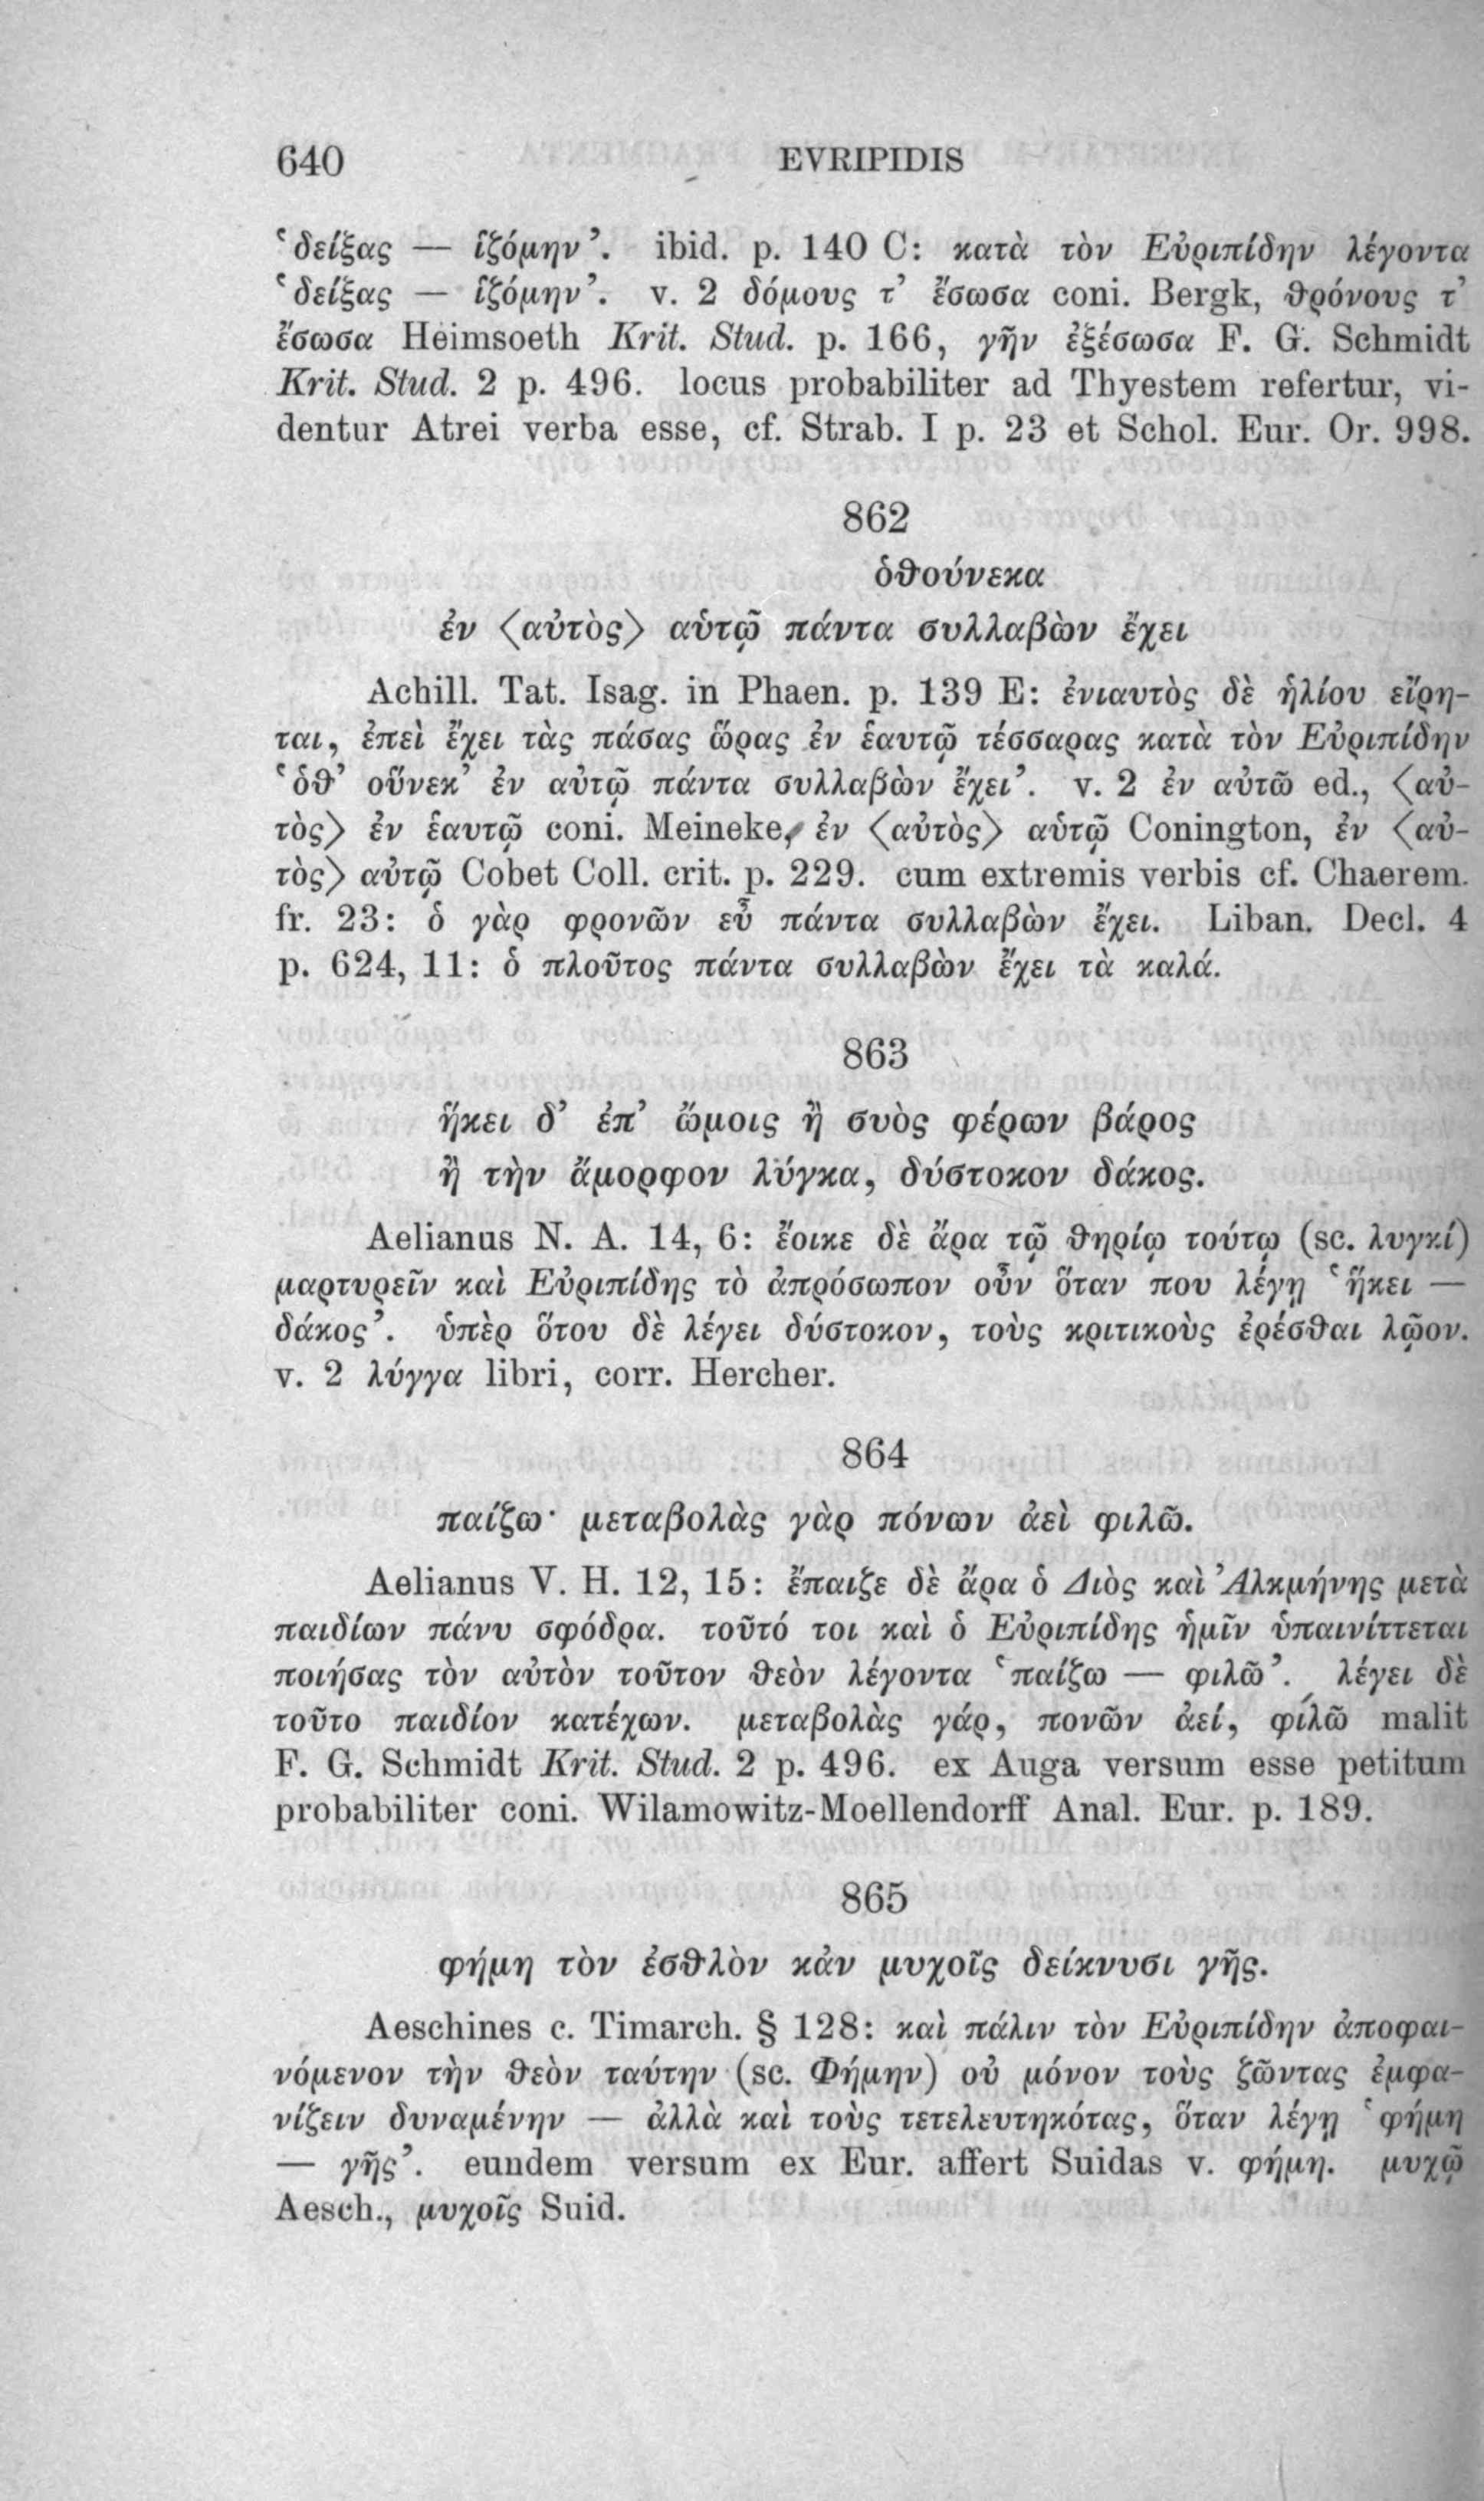 640 EVRIPIDIS
‘δείξας — ἱζόμην’. ibid. p. 140 C: κατὰ τὸν Εὐριπίδην λέγοντα
‘δείξας — ἱζόμην’. v. 2 δόμους τ’ ἔσωσα coni. Bergk, θρόνους τ’
ἔσωσα Heimsoeth Krit. Stud. p. 166, γῆν ἐξέσωσα F. G. Schmidt
Krit. Stud. 2 p. 496. locus probabiliter ad Thyestem refertur, vi-
dentur Atrei verba esse, cf. Strab. I p. 23 et Schol. Eur. Or. 998.
862
ὁθούνεκα
ἐν ⟨αὐτὸς⟩ αὑτῷ πάντα συλλαβὼν ἔχει
Achill. Tat. Isag. in Phaen. p. 139 E: ἐνιαυτὸς δὲ ἡλίου εἴρη-
ται, ἐπεὶ ἔχει τὰς πάσας ὥρας ἐν ἑαυτῷ τέσσαρας κατὰ τὸν Εὐριπίδην
‘ὁθ’ οὕνεκ’ ἐν αὐτῷ πάντα συλλαβὼν ἔχει’. v. 2 ἐν αὐτῶ ed., ⟨αὐ-
τὸς⟩ ἐν ἑαυτῷ coni. Meineke, ἐν ⟨αὐτὸς⟩ αὑτῷ Conington, ἐν ⟨αὐ-
τὸς⟩ αὐτῷ Cobet Coll. crit. p. 229. cum extremis verbis cf. Chaerem.
fr. 23: ὁ γὰρ φρονῶν εὖ πάντα συλλαβὼν ἔχει. Liban. Decl. 4
p. 624, 11: ὁ πλοῦτος πάντα συλλαβὼν ἔχει τὰ καλά.
863
ἥκει δ’ ἐπ’ ὤμοις ἢ συὸς φέρων βάρος
ἢ τὴν ἄμορφον λύγκα, δύστοκον δάκος.
Aelianus N. A. 14, 6: ἔοικε δὲ ἄρα τῷ θηρίῳ τούτῳ (sc. λυγκί)
μαρτυρεῖν καὶ Εὐριπίδης τὸ ἀπρόσωπον οὖν ὅταν που λέγῃ ‘ἥκει —
δάκος’. ὑπὲρ ὅτου δὲ λέγει δύστοκον, τοὺς κριτικοὺς ἐρέσθαι λῷον.
v. 2 λύγγα libri, corr. Hercher.
864
παίζω· μεταβολὰς γὰρ πόνων ἀεὶ φιλῶ.
Aelianus V. H. 12, 15: ἔπαιζε δὲ ἄρα ὁ Διὸς καὶ Ἀλκμήνης μετὰ
παιδίων πάνυ σφόδρα. τοῦτό τοι καὶ ὁ Εὐριπίδης ἡμῖν ὑπαινίττεται
ποιήσας τὸν αὐτὸν τοῦτον θεὸν λέγοντα ‘παίζω — φιλῶ’. λέγει δὲ
τοῦτο παιδίον κατέχων. μεταβολὰς γάρ, πονῶν ἀεί, φιλῶ malit
F. G. Schmidt Krit. Stud. 2 p. 496. ex Auga versum esse petitum
probabiliter coni. Wilamowitz-Moellendorff Anal. Eur. p. 189.
865
φήμη τὸν ἐσθλὸν κἀν μυχοῖς δείκνυσι γῆς.
Aeschines c. Timarch. § 128: καὶ πάλιν τὸν Εὐριπίδην ἀποφαι-
νόμενον τὴν θεὸν ταύτην (sc. Φήμην) οὐ μόνον τοὺς ζῶντας ἐμφα-
νίζειν δυναμένην — ἀλλὰ καὶ τοὺς τετελευτηκότας, ὅταν λέγῃ ‘φήμη
— γῆς’. eundem versum ex Eur. affert Suidas v. φήμη. μυχῷ
Aesch., μυχοῖς Suid.